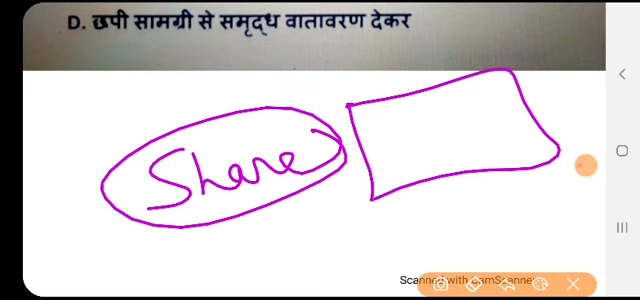 D. छपी सामग्री से समृद्ध वातावरण देकर
Share
Scanned with CamScanner